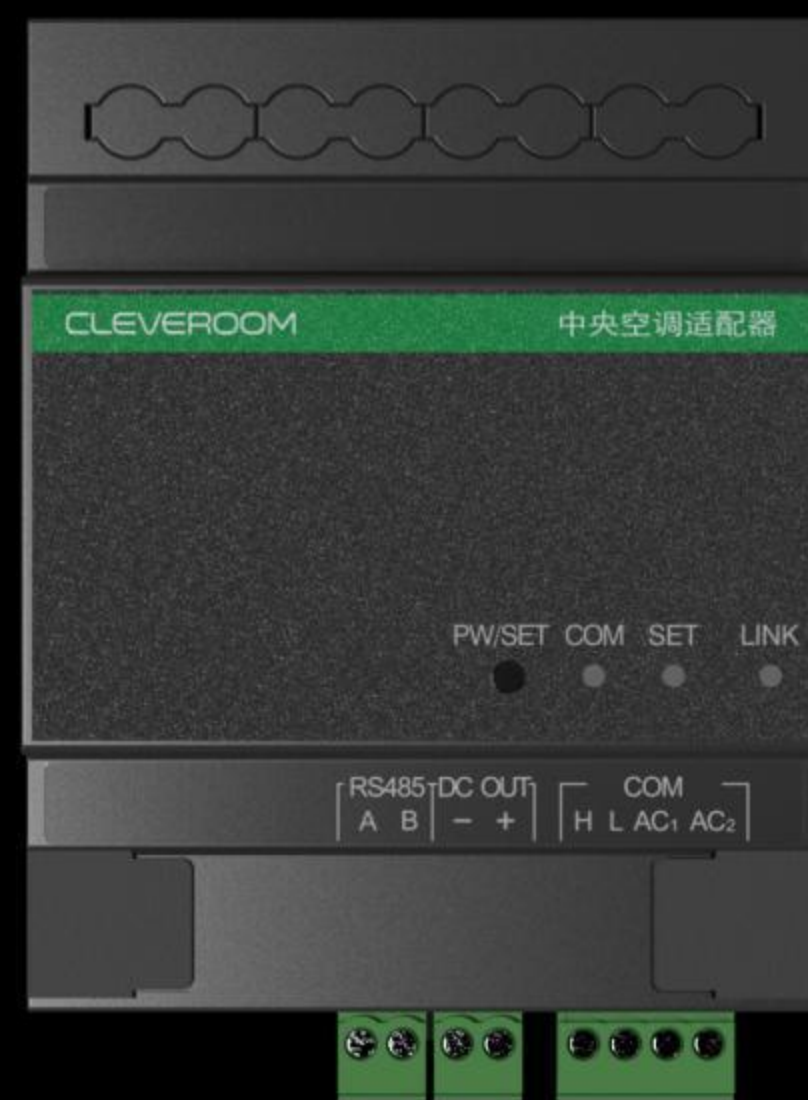 CLEVEROOM 中央空调适配器
PW/SET COM SET LINK
RS485 DC OUT COM
A B − + H L AC₁ AC₂